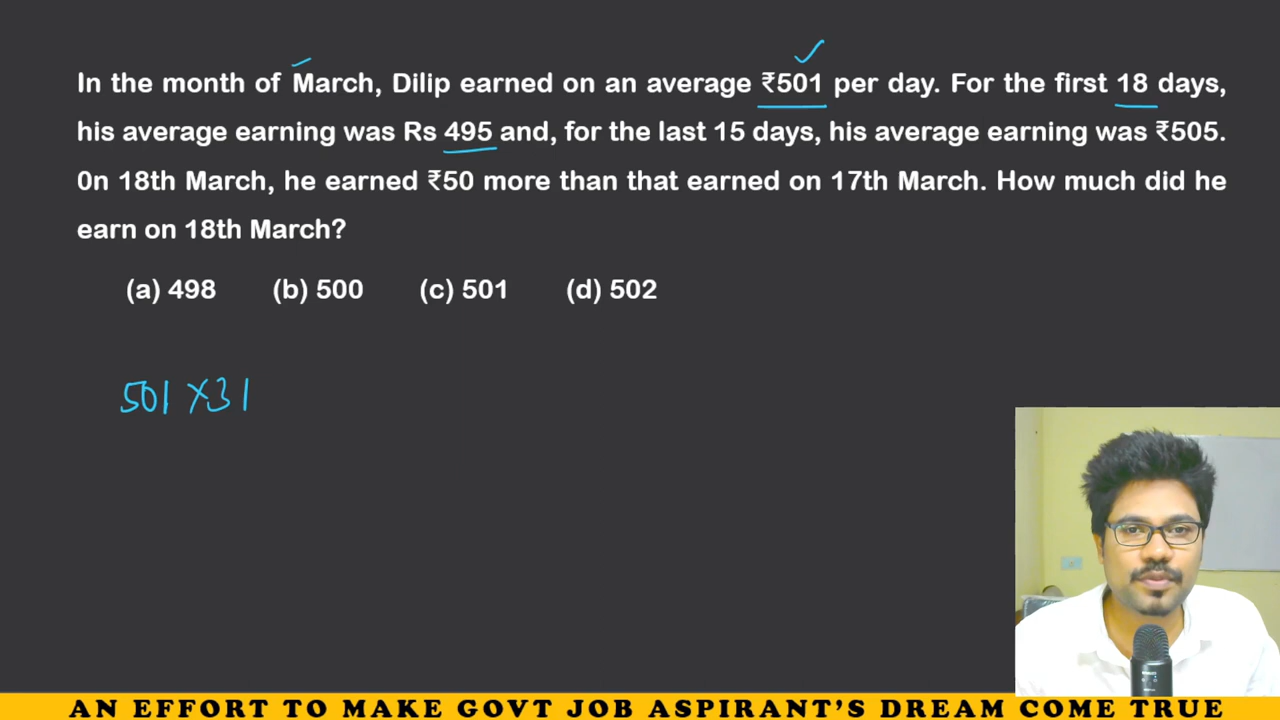 In the month of March, Dilip earned on an average ₹501 per day. For the first 18 days,
his average earning was Rs 495 and, for the last 15 days, his average earning was ₹505.
0n 18th March, he earned ₹50 more than that earned on 17th March. How much did he
earn on 18th March?
(a) 498 (b) 500 (c) 501 (d) 502
501 X31
AN EFFORT TO MAKE GOVT JOB ASPIRANT'S DREAM COME TRUE